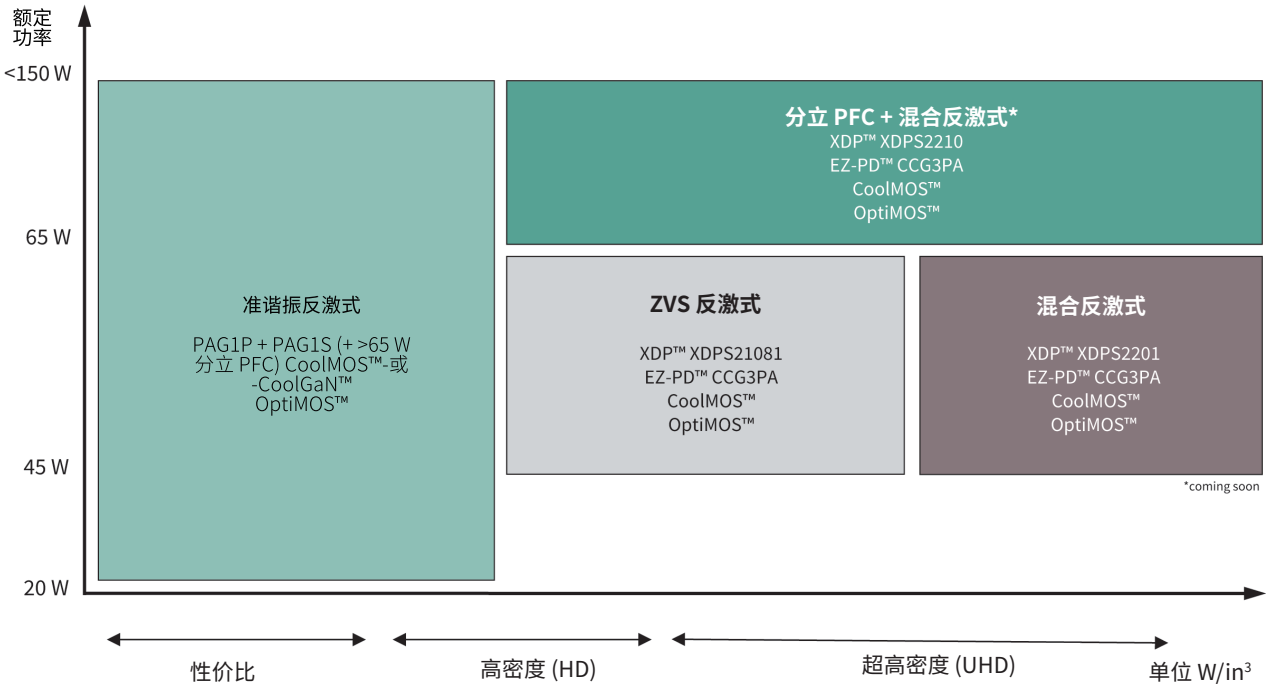 额定
功率
<150 W
65 W
45 W
20 W
准谐振反激式
PAG1P + PAG1S (+ >65 W
分立 PFC) CoolMOS™-或
-CoolGaN™
OptiMOS™
分立 PFC + 混合反激式*
XDP™ XDPS2210
EZ-PD™ CCG3PA
CoolMOS™
OptiMOS™
ZVS 反激式
XDP™ XDPS21081
EZ-PD™ CCG3PA
CoolMOS™
OptiMOS™
混合反激式
XDP™ XDPS2201
EZ-PD™ CCG3PA
CoolMOS™
OptiMOS™
*coming soon
性价比
高密度 (HD)
超高密度 (UHD)
单位 W/in³